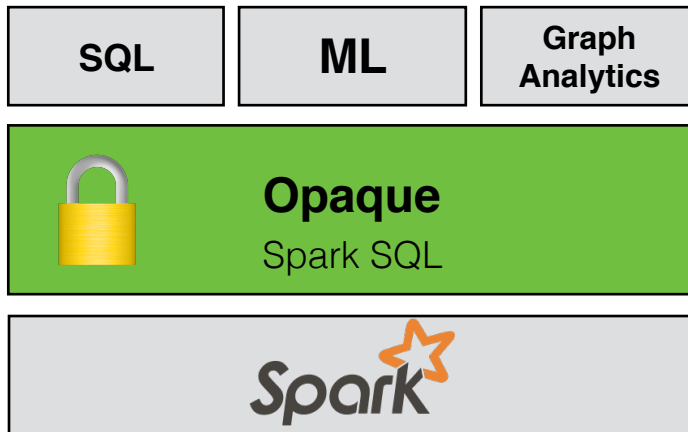 SQL
ML
Graph
Analytics
Opaque
Spark SQL
Spark